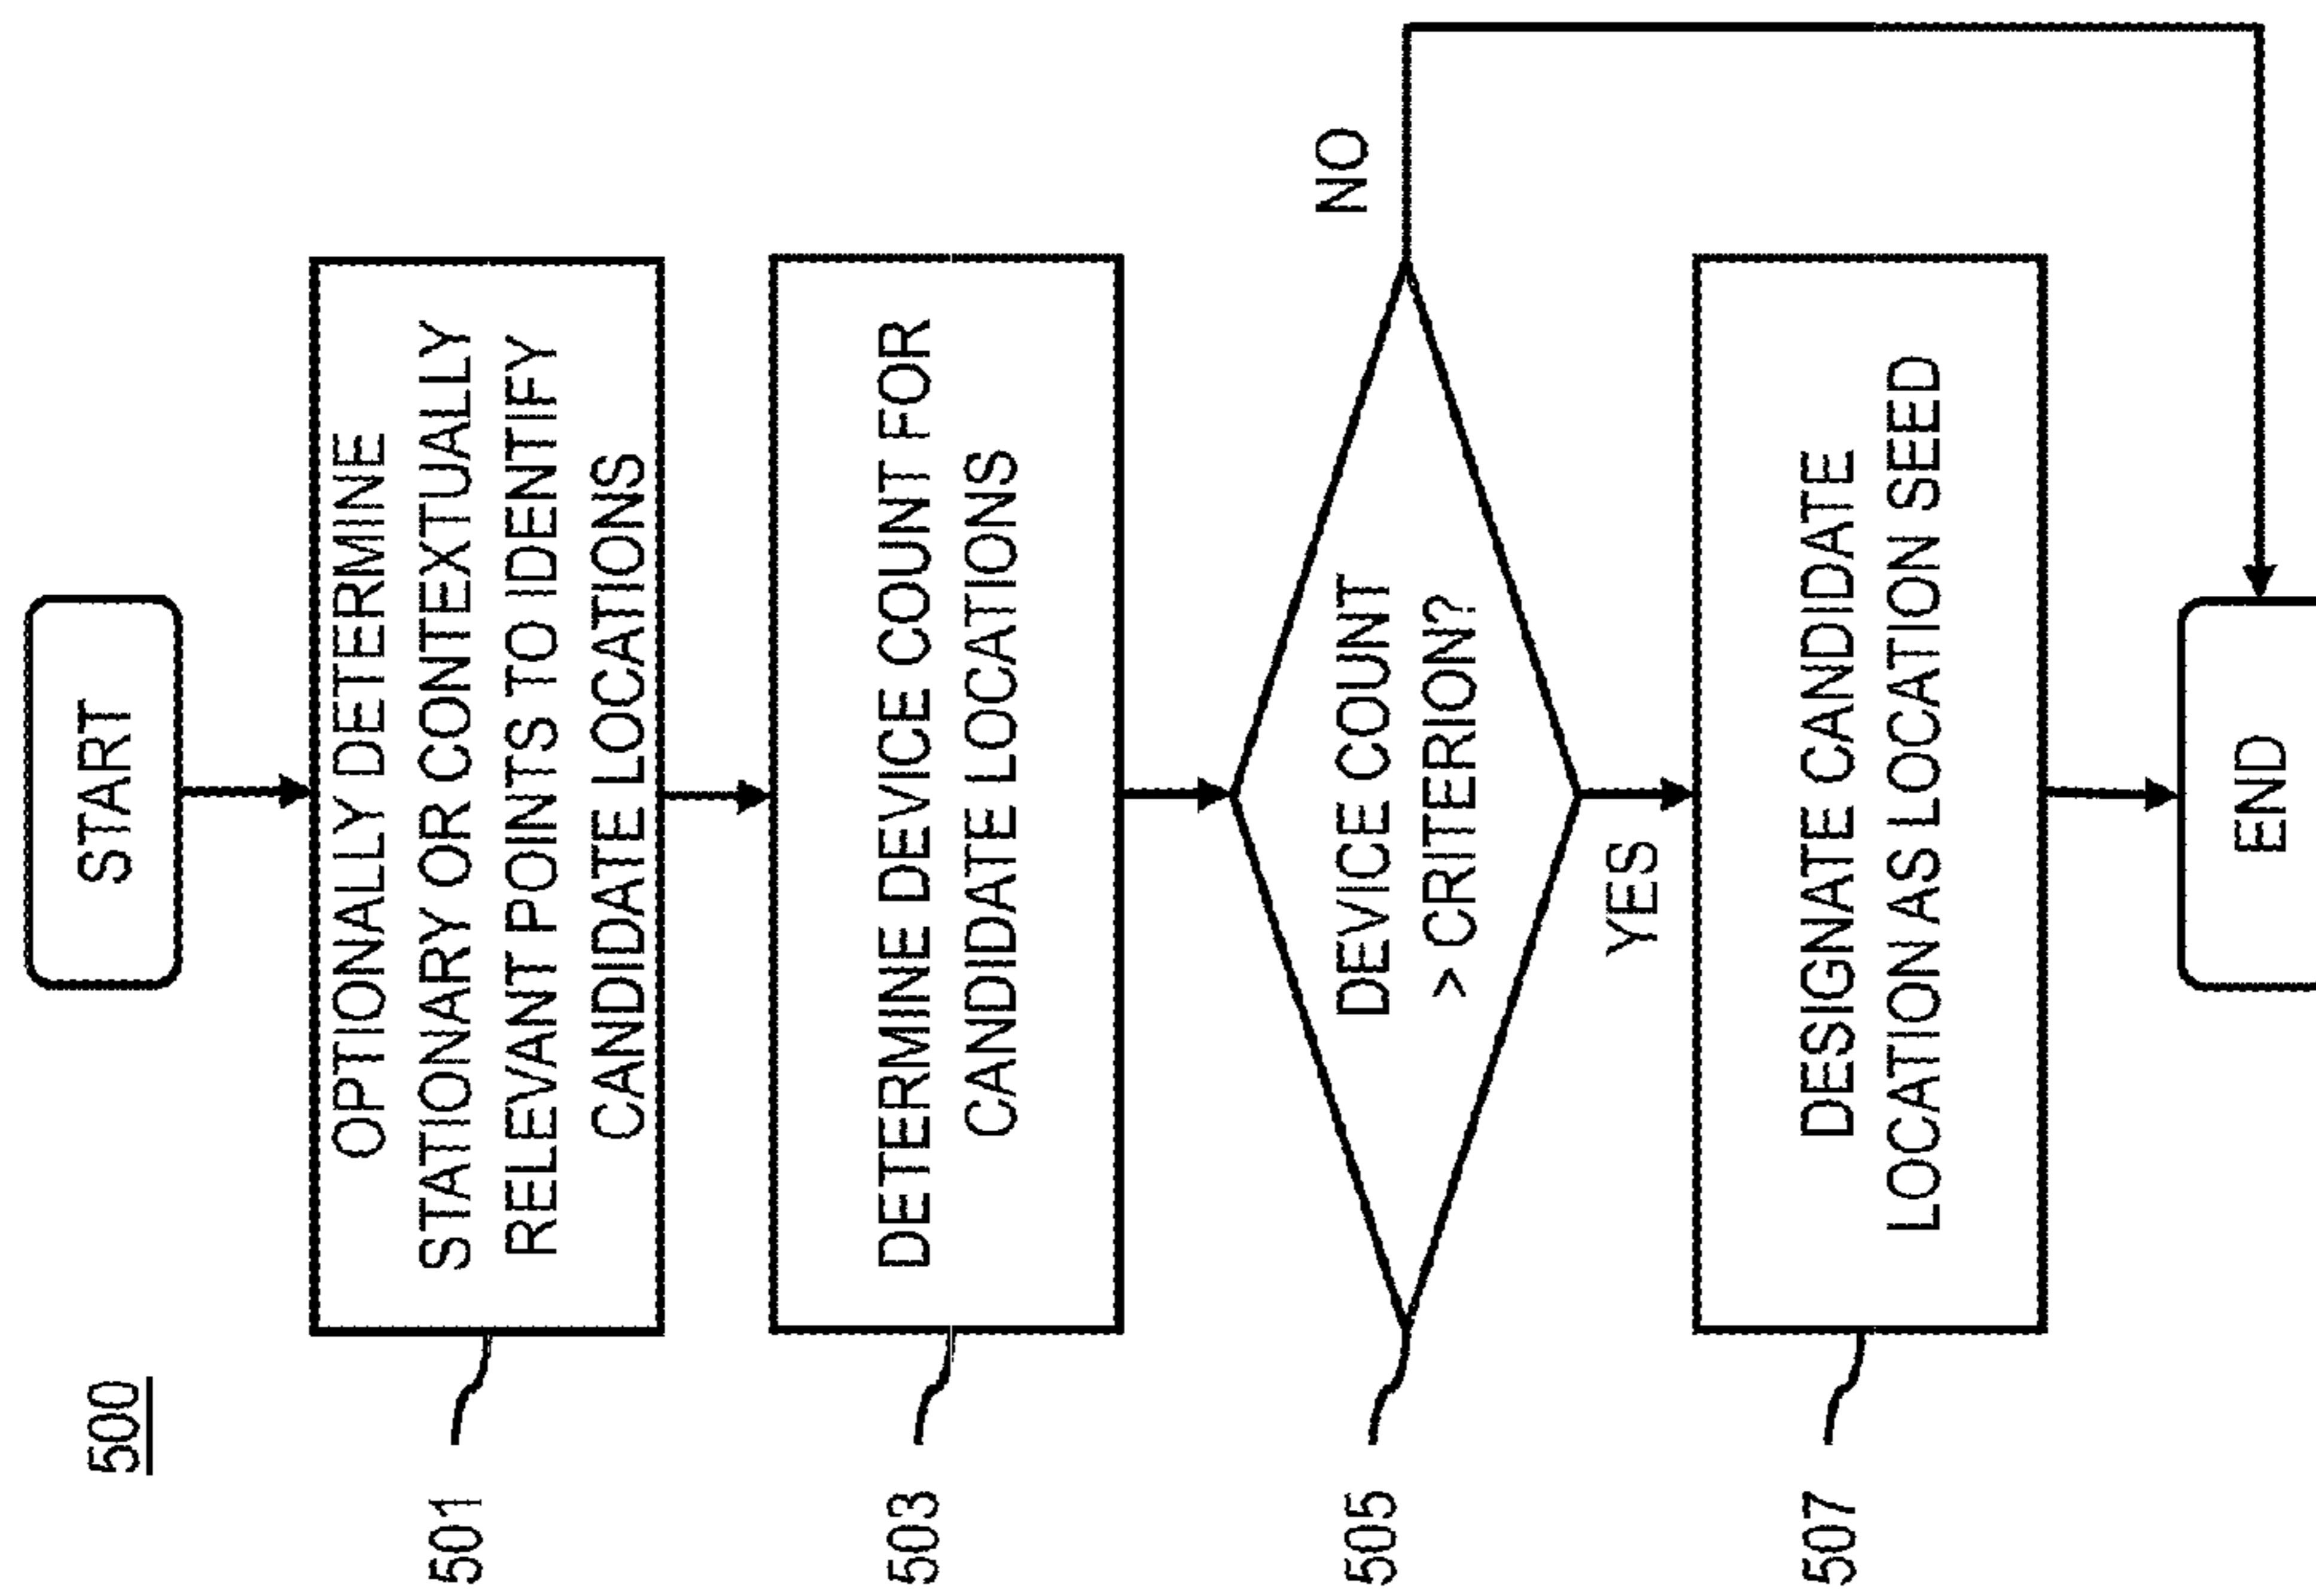 500
START
501
OPTIONALLY DETERMINE
STATIONARY OR CONTEXTUALLY
RELEVANT POINTS TO IDENTIFY
CANDIDATE LOCATIONS
503
DETERMINE DEVICE COUNT FOR
CANDIDATE LOCATIONS
505
DEVICE COUNT
> CRITERION?
NO
YES
507
DESIGNATE CANDIDATE
LOCATION AS LOCATION SEED
END